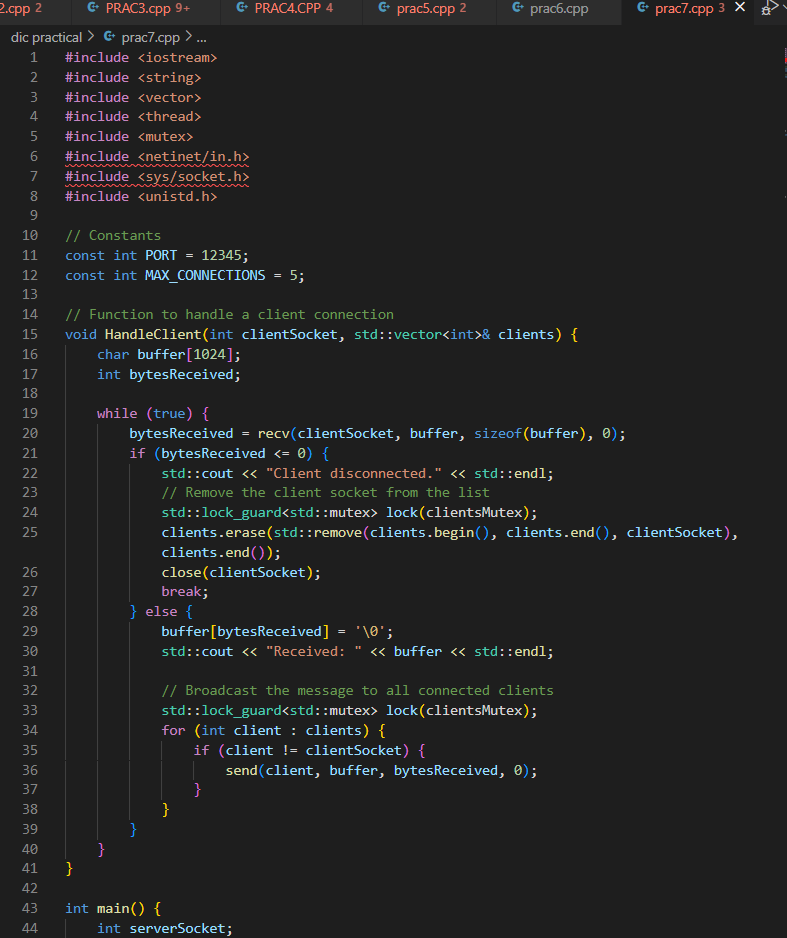 2.cpp 2 PRAC3.cpp 9+ PRAC4.CPP 4 prac5.cpp 2 prac6.cpp prac7.cpp 3
dic practical > prac7.cpp > ...
1 #include <iostream>
2 #include <string>
3 #include <vector>
4 #include <thread>
5 #include <mutex>
6 #include <netinet/in.h>
7 #include <sys/socket.h>
8 #include <unistd.h>
9
10 // Constants
11 const int PORT = 12345;
12 const int MAX_CONNECTIONS = 5;
13
14 // Function to handle a client connection
15 void HandleClient(int clientSocket, std::vector<int>& clients) {
16     char buffer[1024];
17     int bytesReceived;
18
19     while (true) {
20         bytesReceived = recv(clientSocket, buffer, sizeof(buffer), 0);
21         if (bytesReceived <= 0) {
22             std::cout << "Client disconnected." << std::endl;
23             // Remove the client socket from the list
24             std::lock_guard<std::mutex> lock(clientsMutex);
25             clients.erase(std::remove(clients.begin(), clients.end(), clientSocket),
            clients.end());
26             close(clientSocket);
27             break;
28         } else {
29             buffer[bytesReceived] = '\0';
30             std::cout << "Received: " << buffer << std::endl;
31
32             // Broadcast the message to all connected clients
33             std::lock_guard<std::mutex> lock(clientsMutex);
34             for (int client : clients) {
35                 if (client != clientSocket) {
36                     send(client, buffer, bytesReceived, 0);
37                 }
38             }
39         }
40     }
41 }
42
43 int main() {
44     int serverSocket;